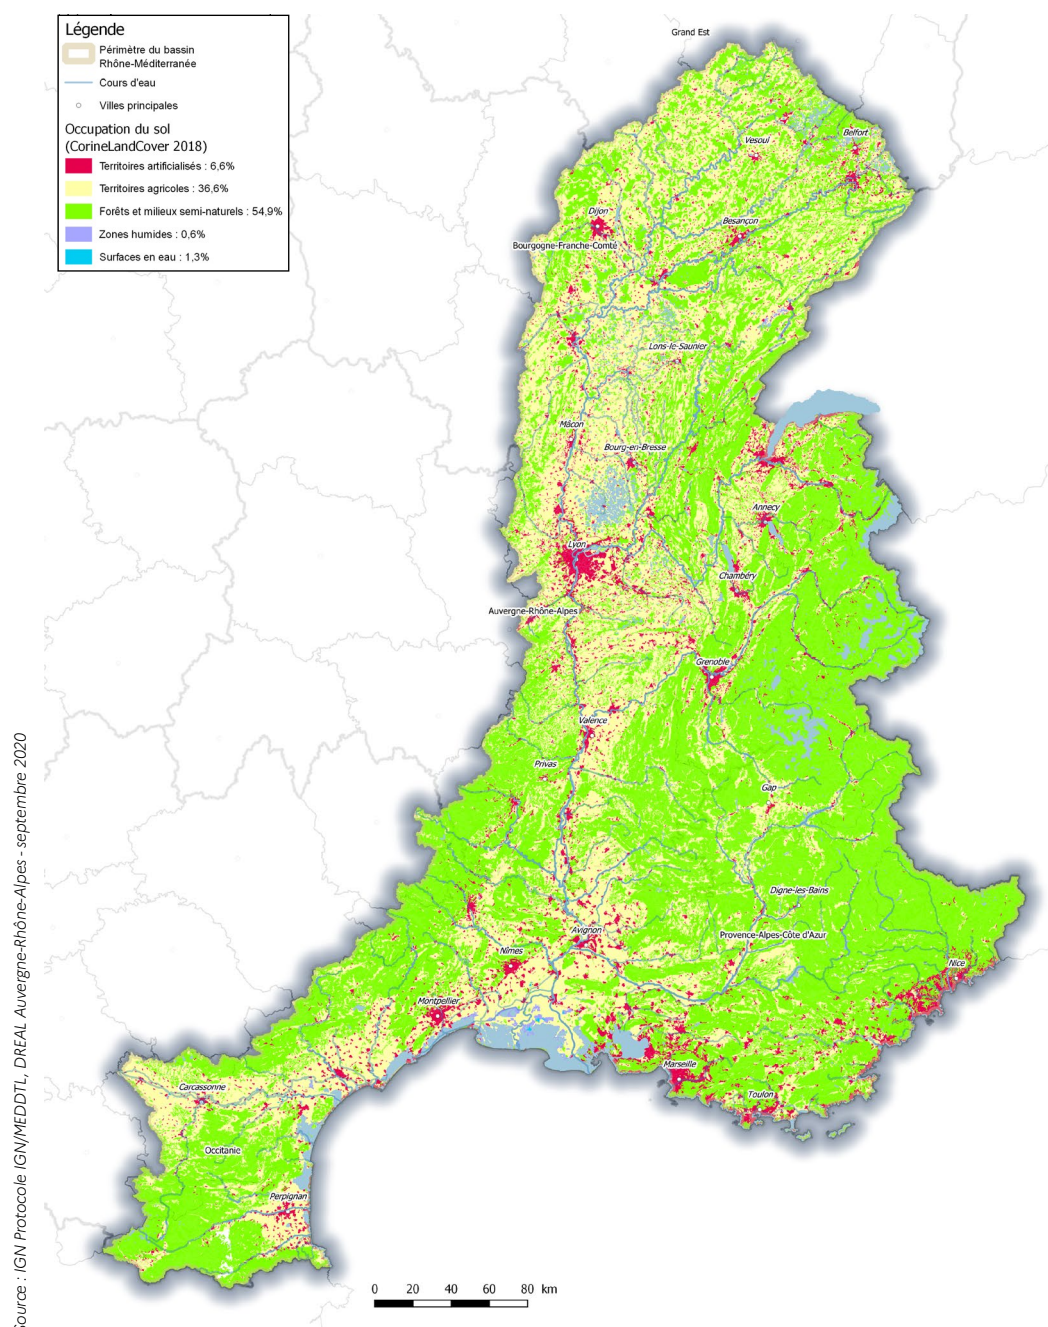 Légende
Périmètre du bassin
Rhône-Méditerranée
Cours d'eau
Villes principales
Occupation du sol
(CorineLandCover 2018)
Territoires artificialisés : 6,6%
Territoires agricoles : 36,6%
Forêts et milieux semi-naturels : 54,9%
Zones humides : 0,6%
Surfaces en eau : 1,3%
Grand Est
Belfort
Vesoul
Dijon
Besançon
Bourgogne-Franche-Comté
Lons-le-Saunier
Mâcon
Bourg-en-Bresse
Annecy
Lyon
Chambéry
Auvergne-Rhône-Alpes
Grenoble
Valence
Privas
Gap
Digne-les-Bains
Avignon
Provence-Alpes-Côte d'Azur
Nîmes
Nice
Montpellier
Marseille
Carcassonne
Toulon
Occitanie
Perpignan
0 20 40 60 80 km
Source : IGN Protocole IGN/MEDDTL, DREAL Auvergne-Rhône-Alpes - septembre 2020